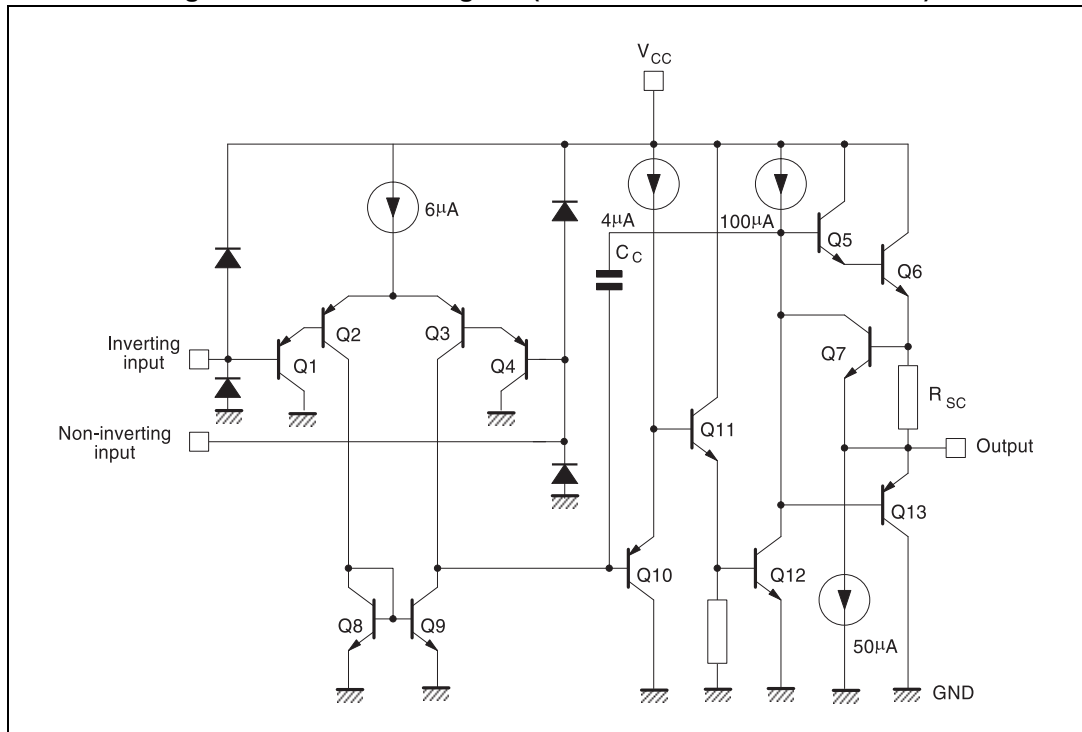 V CC
6µA
4µA
100µA
C C
Q5
Q6
Q2
Q3
Q7
Inverting
input
Q1
Q4
R SC
Non-inverting
input
Q11
Output
Q13
Q10
Q12
Q8
Q9
50µA
GND